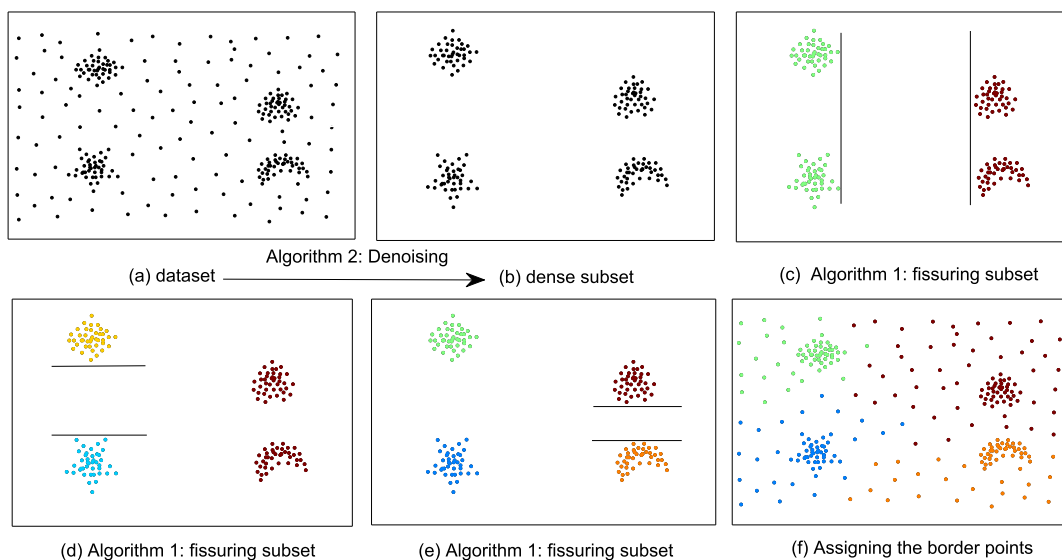 Algorithm 2: Denoising
(a) dataset
(b) dense subset
(c) Algorithm 1: fissuring subset
(d) Algorithm 1: fissuring subset
(e) Algorithm 1: fissuring subset
(f) Assigning the border points